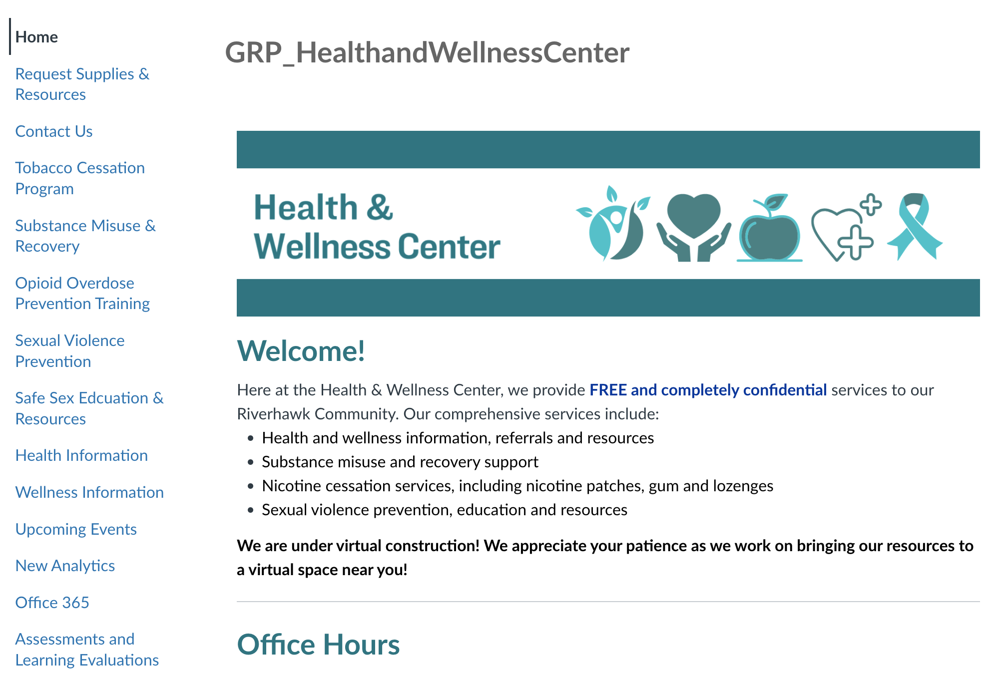 Home
Request Supplies &
Resources
Contact Us
Tobacco Cessation
Program
Substance Misuse &
Recovery
Opioid Overdose
Prevention Training
Sexual Violence
Prevention
Safe Sex Edcuation &
Resources
Health Information
Wellness Information
Upcoming Events
New Analytics
Office 365
Assessments and
Learning Evaluations
GRP_HealthandWellnessCenter
Health &
Wellness Center
Welcome!
Here at the Health & Wellness Center, we provide FREE and completely confidential services to our
Riverhawk Community. Our comprehensive services include:
• Health and wellness information, referrals and resources
• Substance misuse and recovery support
• Nicotine cessation services, including nicotine patches, gum and lozenges
• Sexual violence prevention, education and resources
We are under virtual construction! We appreciate your patience as we work on bringing our resources to
a virtual space near you!
Office Hours